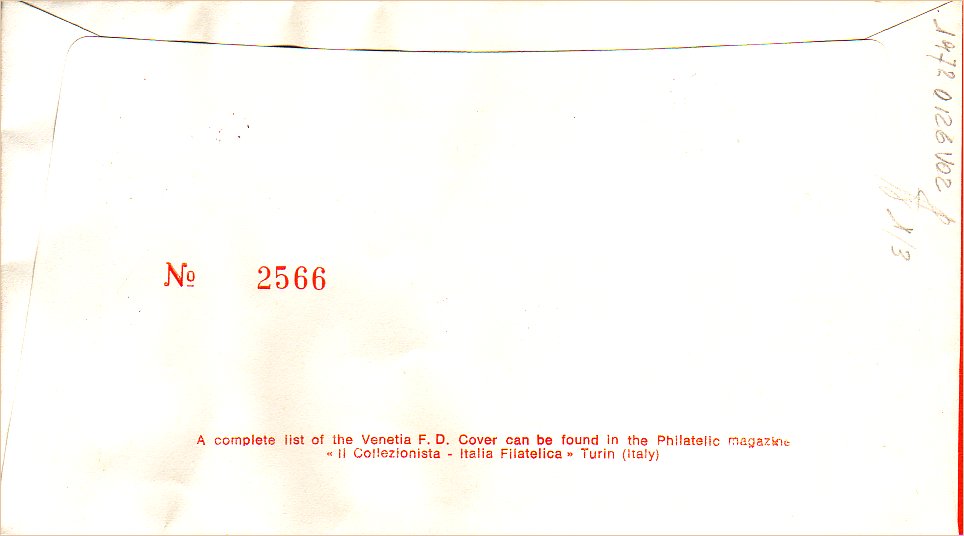 Nº 2566
A complete list of the Venetia F. D. Cover can be found in the Philatelic magazine
« Il Collezionista - Italia Filatelica » Turin (Italy)
19720126V02